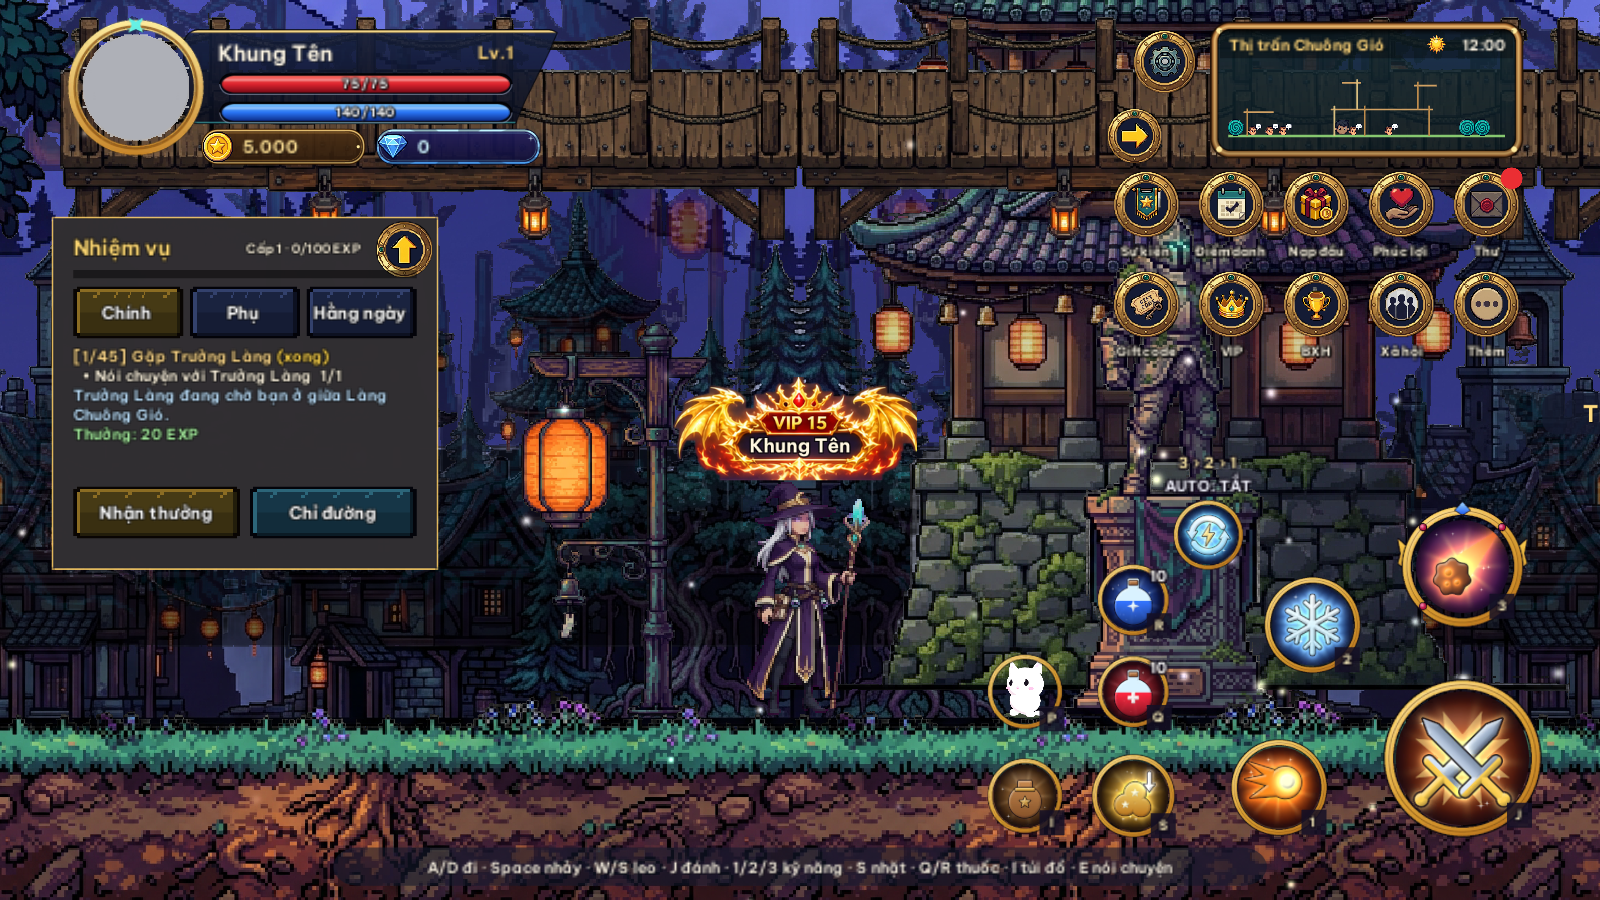 Khung Tên
Lv.1
75/75
140/140
5.000
0
Thị trấn Chuông Gió
12:00
Nhiệm vụ
Cấp 1 · 0/100 EXP
Chính
Phụ
Hằng ngày
[1/45] Gặp Trưởng Làng (xong)
• Nói chuyện với Trưởng Làng 1/1
Trưởng Làng đang chờ bạn ở giữa Làng
Chuông Gió.
Thưởng: 20 EXP
Nhận thưởng
Chỉ đường
Sự kiện
Điểm danh
Nạp đầu
Phúc lợi
Thư
Giftcode
VIP
BXH
Xã hội
Thêm
VIP 15
Khung Tên
T
3 › 2 › 1
AUTO: TẮT
10
R
10
Q
P
3
2
I
S
1
J
A/D đi · Space nhảy · W/S leo · J đánh · 1/2/3 kỹ năng · S nhặt · Q/R thuốc · I túi đồ · E nói chuyện